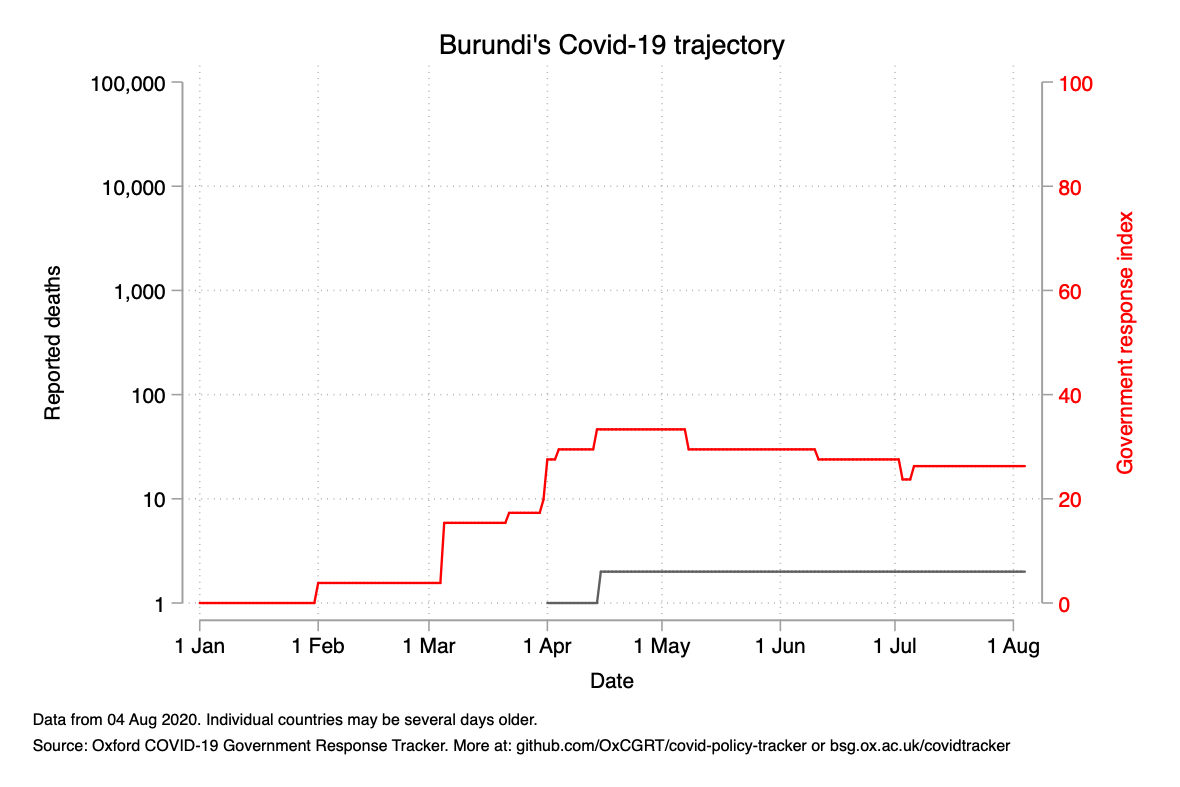 Burundi's Covid-19 trajectory
100,000
10,000
1,000
100
10
1
Reported deaths
100
80
60
40
20
0
Government response index
1 Jan 1 Feb 1 Mar 1 Apr 1 May 1 Jun 1 Jul 1 Aug
Date
Data from 04 Aug 2020. Individual countries may be several days older.
Source: Oxford COVID-19 Government Response Tracker. More at: github.com/OxCGRT/covid-policy-tracker or bsg.ox.ac.uk/covidtracker